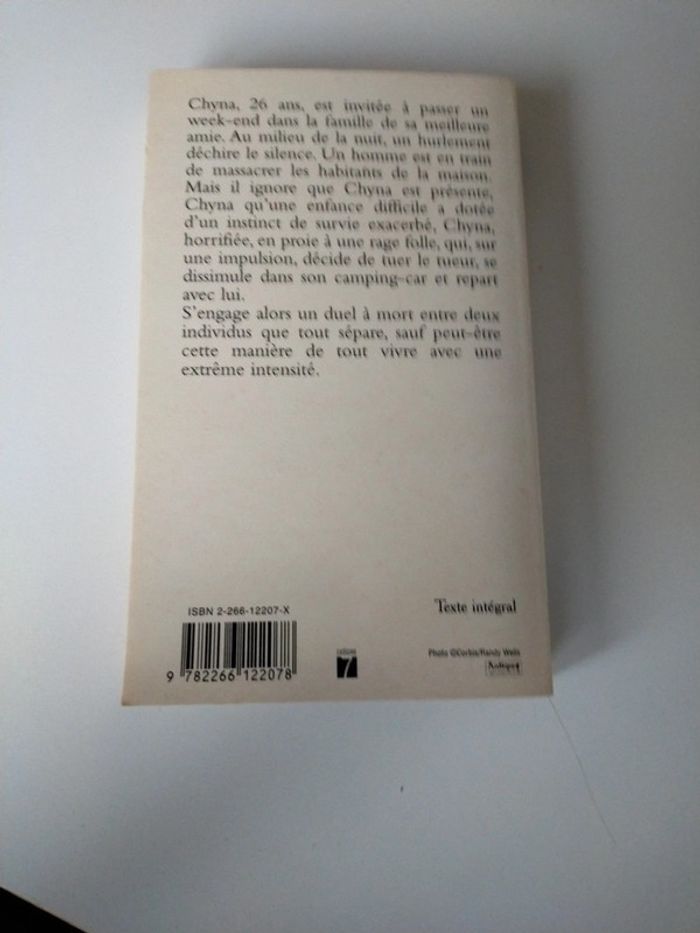 Chyna, 26 ans, est invitée à passer un
week-end dans la famille de sa meilleure
amie. Au milieu de la nuit, un hurlement
déchire le silence. Un homme est en train
de massacrer les habitants de la maison.
Mais il ignore que Chyna est présente,
Chyna qu'une enfance difficile a dotée
d'un instinct de survie exacerbé, Chyna,
horrifiée, en proie à une rage folle, qui, sur
une impulsion, décide de tuer le tueur, se
dissimule dans son camping-car et repart
avec lui.
S'engage alors un duel à mort entre deux
individus que tout sépare, sauf peut-être
cette manière de tout vivre avec une
extrême intensité.
ISBN 2-266-12207-X
Texte intégral
9 782266 122078
7
Photo ©Corbis/Randy Wells